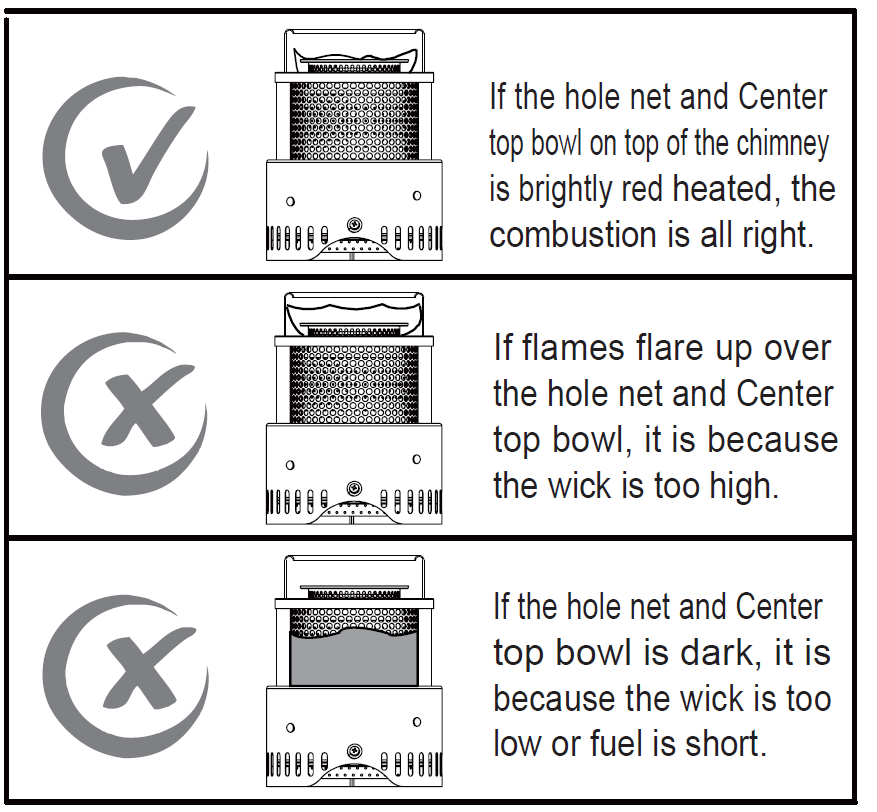 If the hole net and Center
top bowl on top of the chimney
is brightly red heated, the
combustion is all right.
If flames flare up over
the hole net and Center
top bowl, it is because
the wick is too high.
If the hole net and Center
top bowl is dark, it is
because the wick is too
low or fuel is short.